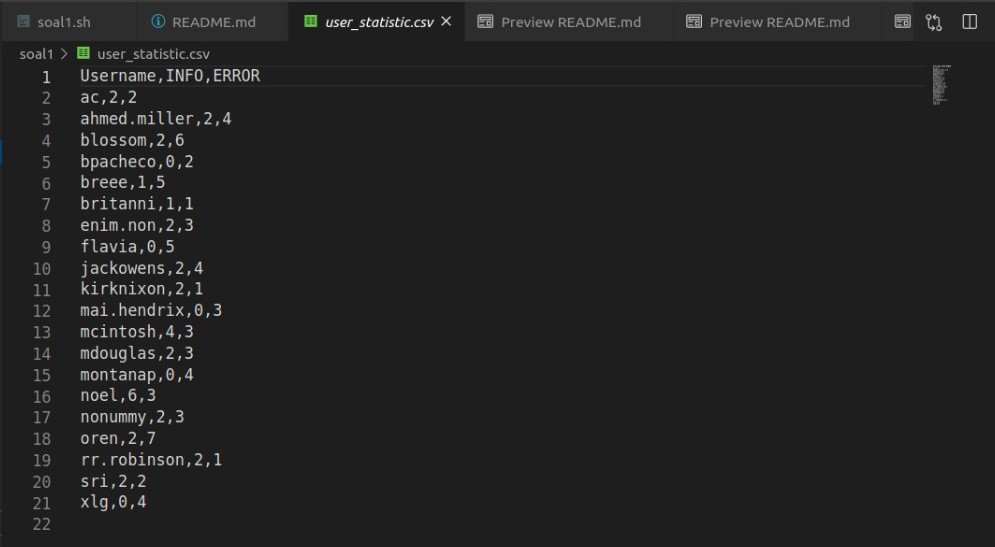 soal1.sh README.md user_statistic.csv Preview README.md Preview README.md
soal1 > user_statistic.csv
1 Username,INFO,ERROR
2 ac,2,2
3 ahmed.miller,2,4
4 blossom,2,6
5 bpacheco,0,2
6 breee,1,5
7 britanni,1,1
8 enim.non,2,3
9 flavia,0,5
10 jackowens,2,4
11 kirknixon,2,1
12 mai.hendrix,0,3
13 mcintosh,4,3
14 mdouglas,2,3
15 montanap,0,4
16 noel,6,3
17 nonummy,2,3
18 oren,2,7
19 rr.robinson,2,1
20 sri,2,2
21 xlg,0,4
22